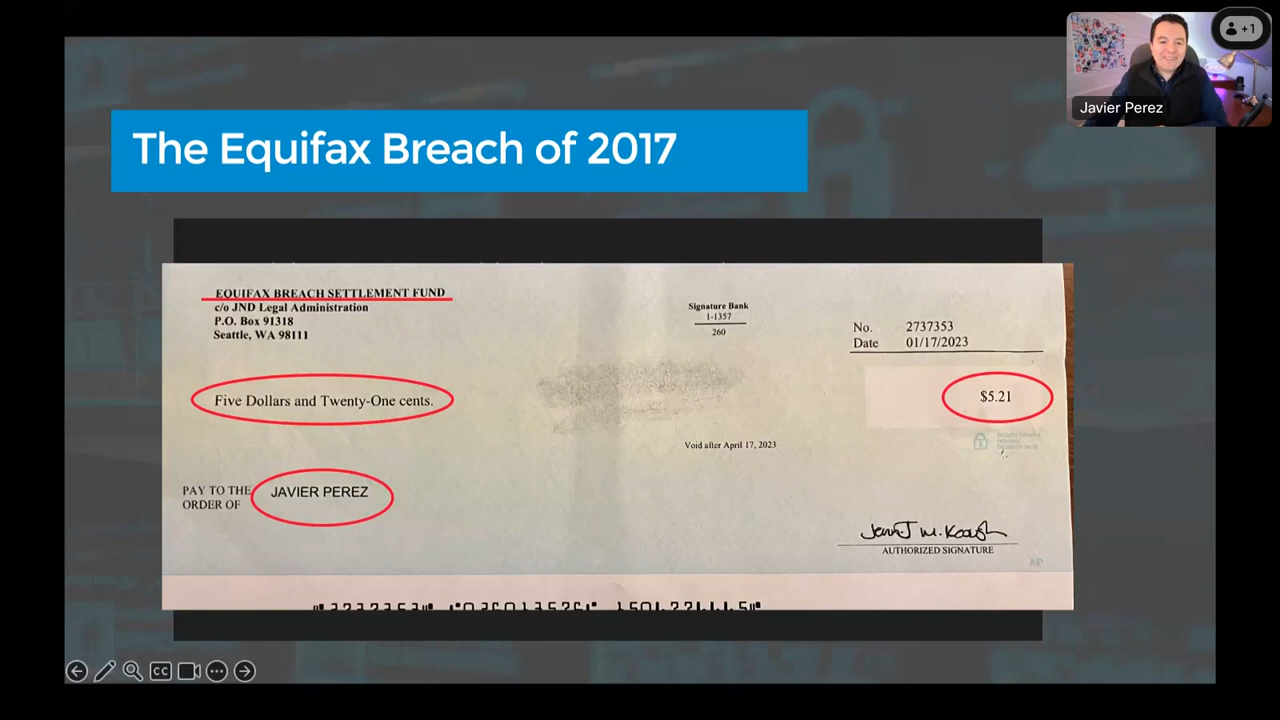 +1
Javier Perez
The Equifax Breach of 2017
EQUIFAX BREACH SETTLEMENT FUND
c/o JND Legal Administration
P.O. Box 91318
Seattle, WA 98111
Signature Bank
1-1357
260
No. 2737353
Date 01/17/2023
Five Dollars and Twenty-One cents.
$5.21
Void after April 17, 2023
PAY TO THE
ORDER OF
JAVIER PEREZ
AUTHORIZED SIGNATURE
MP
CC